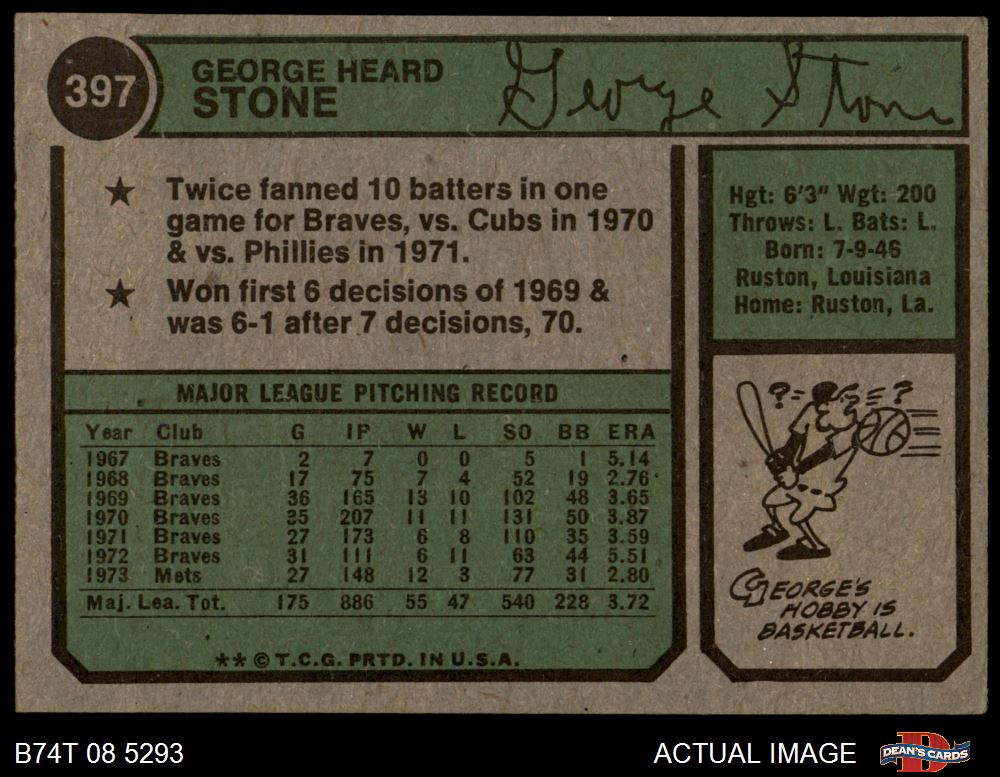 397
GEORGE HEARD
STONE
George Stone
★ Twice fanned 10 batters in one
game for Braves, vs. Cubs in 1970
& vs. Phillies in 1971.
★ Won first 6 decisions of 1969 &
was 6-1 after 7 decisions, 70.
Hgt: 6'3" Wgt: 200
Throws: L. Bats: L.
Born: 7-9-46
Ruston, Louisiana
Home: Ruston, La.
MAJOR LEAGUE PITCHING RECORD
Year Club G IP W L SO BB ERA
1967 Braves 2 7 0 0 5 1 5.14
1968 Braves 17 75 7 4 52 19 2.76
1969 Braves 36 165 13 10 102 48 3.65
1970 Braves 35 207 11 11 131 50 3.87
1971 Braves 27 173 6 8 110 35 3.59
1972 Braves 31 111 6 11 63 44 5.51
1973 Mets 27 148 12 3 77 31 2.80
Maj. Lea. Tot. 175 886 55 47 540 228 3.72
** © T.C.G. PRTD. IN U.S.A.
? = = ?
GEORGE'S
HOBBY IS
BASKETBALL.
B74T 08 5293
ACTUAL IMAGE
DEAN'S CARDS